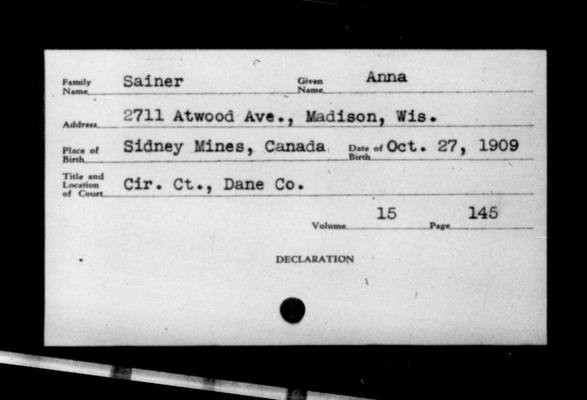 Family Name Sainer Given Name Anna
Address 2711 Atwood Ave., Madison, Wis.
Place of Birth Sidney Mines, Canada Date of Birth Oct. 27, 1909
Title and Location of Court Cir. Ct., Dane Co.
Volume 15 Page 145
DECLARATION